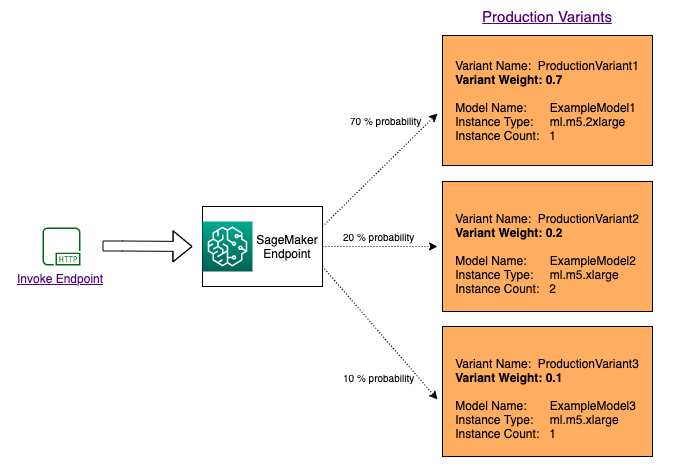 Production Variants
Variant Name: ProductionVariant1
Variant Weight: 0.7
Model Name: ExampleModel1
Instance Type: ml.m5.2xlarge
Instance Count: 1
70 % probability
Variant Name: ProductionVariant2
Variant Weight: 0.2
Model Name: ExampleModel2
Instance Type: ml.m5.xlarge
Instance Count: 2
20 % probability
SageMaker
Endpoint
HTTP
Invoke Endpoint
10 % probability
Variant Name: ProductionVariant3
Variant Weight: 0.1
Model Name: ExampleModel3
Instance Type: ml.m5.xlarge
Instance Count: 1